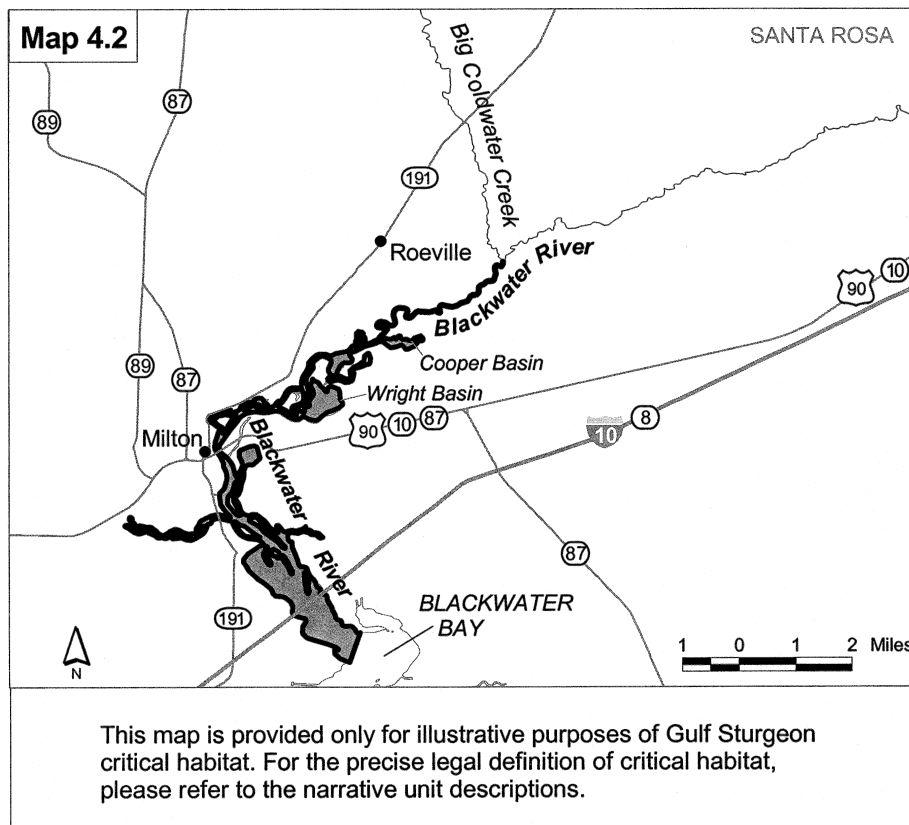 Map 4.2
SANTA ROSA
Big Coldwater Creek
87
89
191
Roeville
Blackwater River
10
90
Cooper Basin
Wright Basin
89
87
90
10
87
10
8
Milton
Blackwater River
87
191
BLACKWATER
BAY
N
1 0 1 2 Miles
This map is provided only for illustrative purposes of Gulf Sturgeon
critical habitat. For the precise legal definition of critical habitat,
please refer to the narrative unit descriptions.